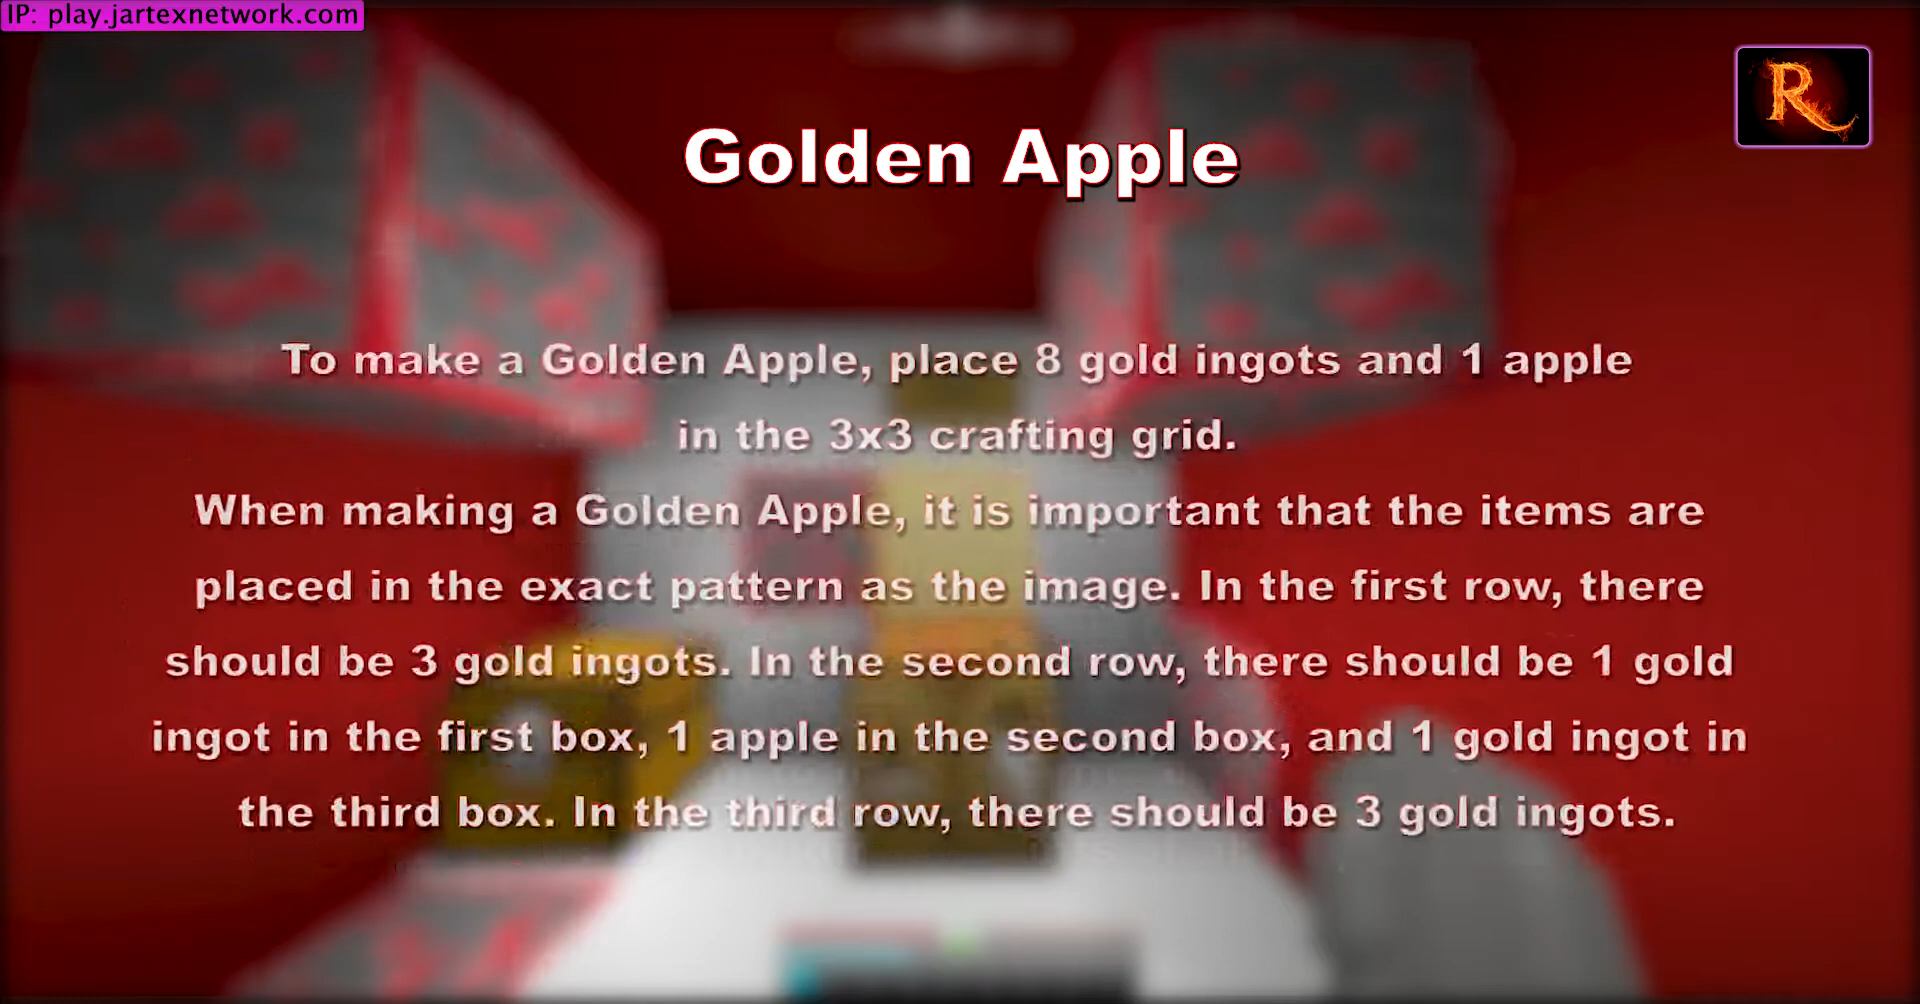 IP: play.jartexnetwork.com
R
Golden Apple
To make a Golden Apple, place 8 gold ingots and 1 apple
in the 3x3 crafting grid.
When making a Golden Apple, it is important that the items are
placed in the exact pattern as the image. In the first row, there
should be 3 gold ingots. In the second row, there should be 1 gold
ingot in the first box, 1 apple in the second box, and 1 gold ingot in
the third box. In the third row, there should be 3 gold ingots.